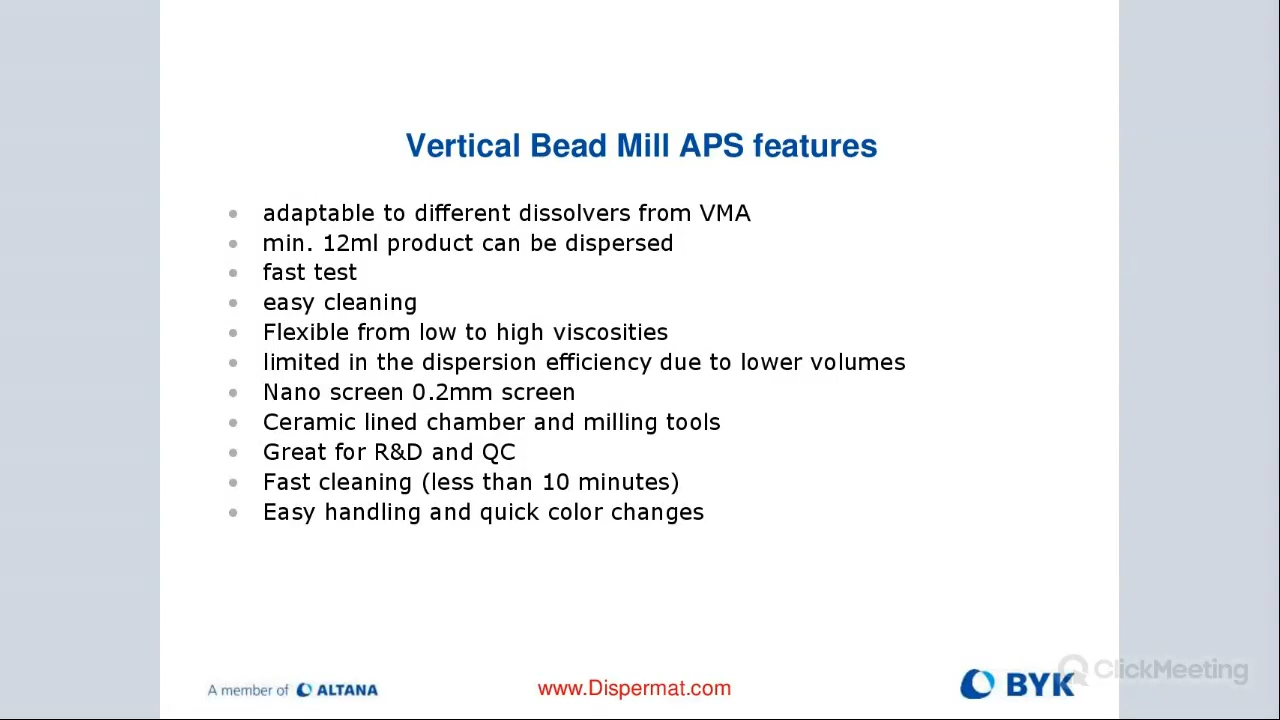 Vertical Bead Mill APS features
• adaptable to different dissolvers from VMA
• min. 12ml product can be dispersed
• fast test
• easy cleaning
• Flexible from low to high viscosities
• limited in the dispersion efficiency due to lower volumes
• Nano screen 0.2mm screen
• Ceramic lined chamber and milling tools
• Great for R&D and QC
• Fast cleaning (less than 10 minutes)
• Easy handling and quick color changes
A member of ALTANA
www.Dispermat.com
BYK
ClickMeeting